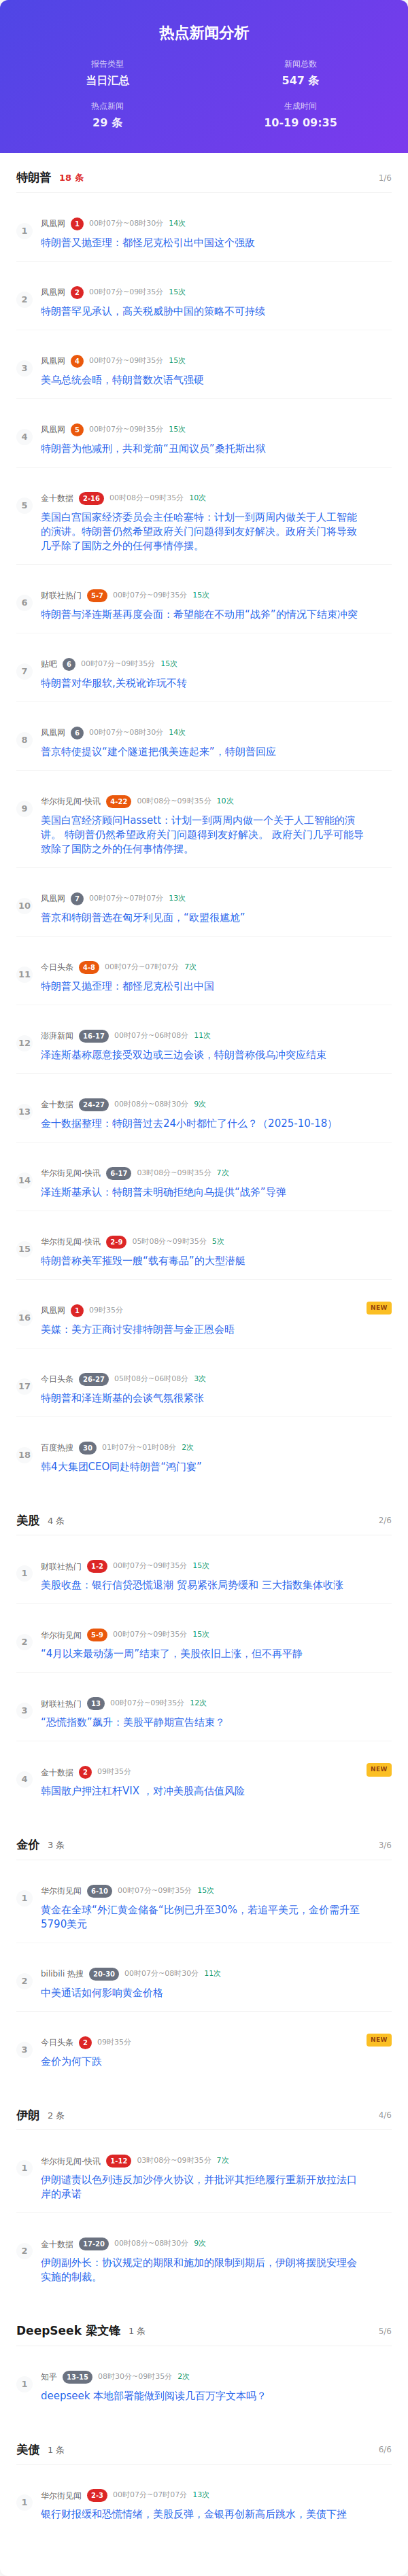 热点新闻分析
报告类型
当日汇总
新闻总数
547 条
热点新闻
29 条
生成时间
10-19 09:35
特朗普 18 条 1/6
1
凤凰网 1 00时07分~08时30分 14次
特朗普又抛歪理：都怪尼克松引出中国这个强敌
2
凤凰网 2 00时07分~09时35分 15次
特朗普罕见承认，高关税威胁中国的策略不可持续
3
凤凰网 4 00时07分~09时35分 15次
美乌总统会晤，特朗普数次语气强硬
4
凤凰网 5 00时07分~09时35分 15次
特朗普为他减刑，共和党前“丑闻议员”桑托斯出狱
5
金十数据 2-16 00时08分~09时35分 10次
美国白宫国家经济委员会主任哈塞特：计划一到两周内做关于人工智能
的演讲。特朗普仍然希望政府关门问题得到友好解决。政府关门将导致
几乎除了国防之外的任何事情停摆。
6
财联社热门 5-7 00时07分~09时35分 15次
特朗普与泽连斯基再度会面：希望能在不动用“战斧”的情况下结束冲突
7
贴吧 6 00时07分~09时35分 15次
特朗普对华服软,关税讹诈玩不转
8
凤凰网 6 00时07分~08时30分 14次
普京特使提议“建个隧道把俄美连起来”，特朗普回应
9
华尔街见闻-快讯 4-22 00时08分~09时35分 10次
美国白宫经济顾问Hassett：计划一到两周内做一个关于人工智能的演
讲。 特朗普仍然希望政府关门问题得到友好解决。 政府关门几乎可能导
致除了国防之外的任何事情停摆。
10
凤凰网 7 00时07分~07时07分 13次
普京和特朗普选在匈牙利见面，“欧盟很尴尬”
11
今日头条 4-8 00时07分~07时07分 7次
特朗普又抛歪理：都怪尼克松引出中国
12
澎湃新闻 16-17 00时07分~06时08分 11次
泽连斯基称愿意接受双边或三边会谈，特朗普称俄乌冲突应结束
13
金十数据 24-27 00时08分~08时30分 9次
金十数据整理：特朗普过去24小时都忙了什么？（2025-10-18）
14
华尔街见闻-快讯 6-17 03时08分~09时35分 7次
泽连斯基承认：特朗普未明确拒绝向乌提供“战斧”导弹
15
华尔街见闻-快讯 2-9 05时08分~09时35分 5次
特朗普称美军摧毁一艘“载有毒品”的大型潜艇
16
凤凰网 1 09时35分 NEW
美媒：美方正商讨安排特朗普与金正恩会晤
17
今日头条 26-27 05时08分~06时08分 3次
特朗普和泽连斯基的会谈气氛很紧张
18
百度热搜 30 01时07分~01时08分 2次
韩4大集团CEO同赴特朗普“鸿门宴”
美股 4 条 2/6
1
财联社热门 1-2 00时07分~09时35分 15次
美股收盘：银行信贷恐慌退潮 贸易紧张局势缓和 三大指数集体收涨
2
华尔街见闻 5-9 00时07分~09时35分 15次
“4月以来最动荡一周”结束了，美股依旧上涨，但不再平静
3
财联社热门 13 00时07分~09时35分 12次
“恐慌指数”飙升：美股平静期宣告结束？
4
金十数据 2 09时35分 NEW
韩国散户押注杠杆VIX ，对冲美股高估值风险
金价 3 条 3/6
1
华尔街见闻 6-10 00时07分~09时35分 15次
黄金在全球“外汇黄金储备”比例已升至30%，若追平美元，金价需升至
5790美元
2
bilibili 热搜 20-30 00时07分~08时30分 11次
中美通话如何影响黄金价格
3
今日头条 2 09时35分 NEW
金价为何下跌
伊朗 2 条 4/6
1
华尔街见闻-快讯 1-12 03时08分~09时35分 7次
伊朗谴责以色列违反加沙停火协议，并批评其拒绝履行重新开放拉法口
岸的承诺
2
金十数据 17-20 00时08分~08时30分 9次
伊朗副外长：协议规定的期限和施加的限制到期后，伊朗将摆脱安理会
实施的制裁。
DeepSeek 梁文锋 1 条 5/6
1
知乎 13-15 08时30分~09时35分 2次
deepseek 本地部署能做到阅读几百万字文本吗？
美债 1 条 6/6
1
华尔街见闻 2-3 00时07分~07时07分 13次
银行财报缓和恐慌情绪，美股反弹，金银再创新高后跳水，美债下挫